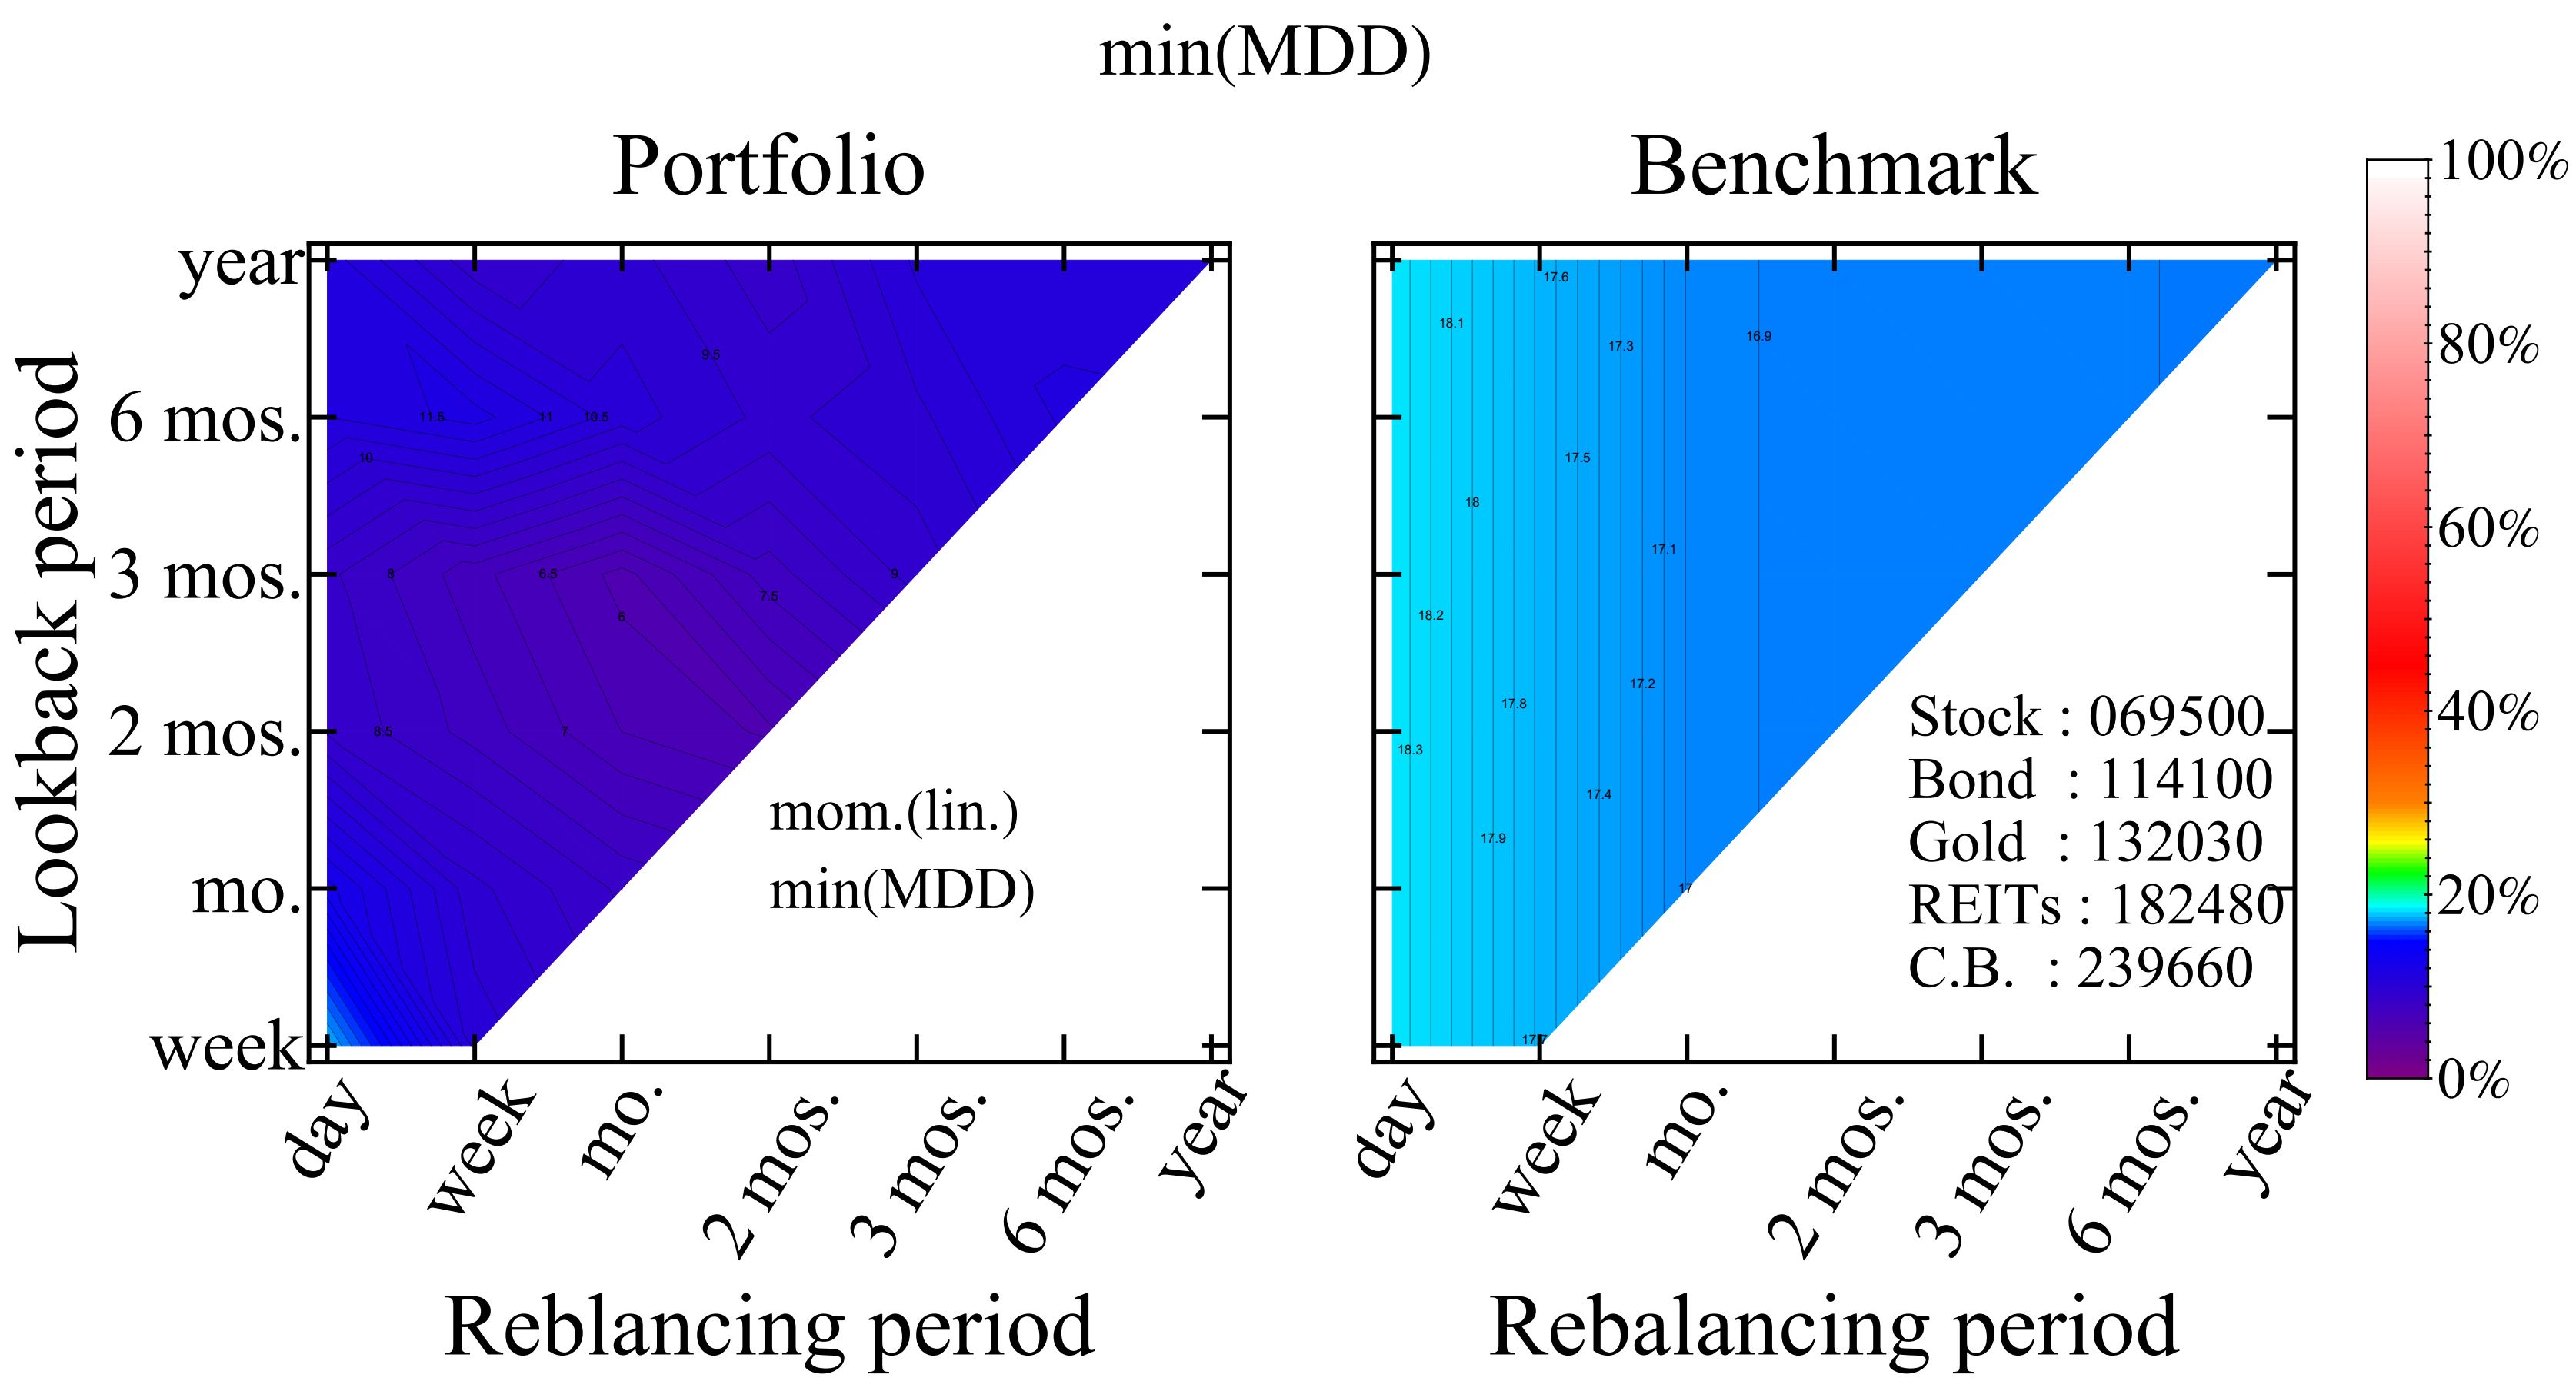 min(MDD)
Portfolio
Benchmark
Lookback period
year
6 mos.
3 mos.
2 mos.
mo.
week
9.5
11.5
11
10.5
10
8
6.5
9
7.5
6
8.5
7
mom.(lin.)
min(MDD)
day
week
mo.
2 mos.
3 mos.
6 mos.
year
Reblancing period
17.6
18.1
17.3
16.9
17.5
18
17.1
18.2
17.2
17.8
18.3
17.4
17.9
17
17.7
Stock : 069500
Bond : 114100
Gold : 132030
REITs : 182480
C.B. : 239660
day
week
mo.
2 mos.
3 mos.
6 mos.
year
Rebalancing period
100%
80%
60%
40%
20%
0%